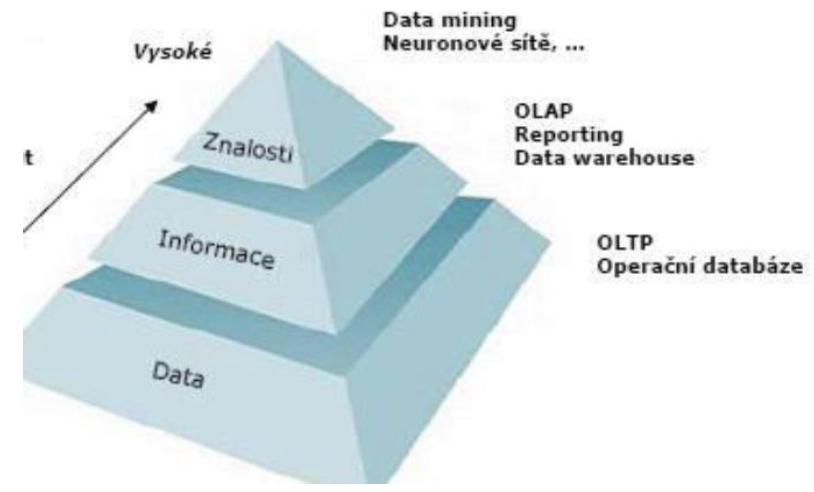 Data mining
Neuronové sítě, ...
Vysoké
OLAP
Reporting
Data warehouse
Znalosti
Informace
OLTP
Operační databáze
Data